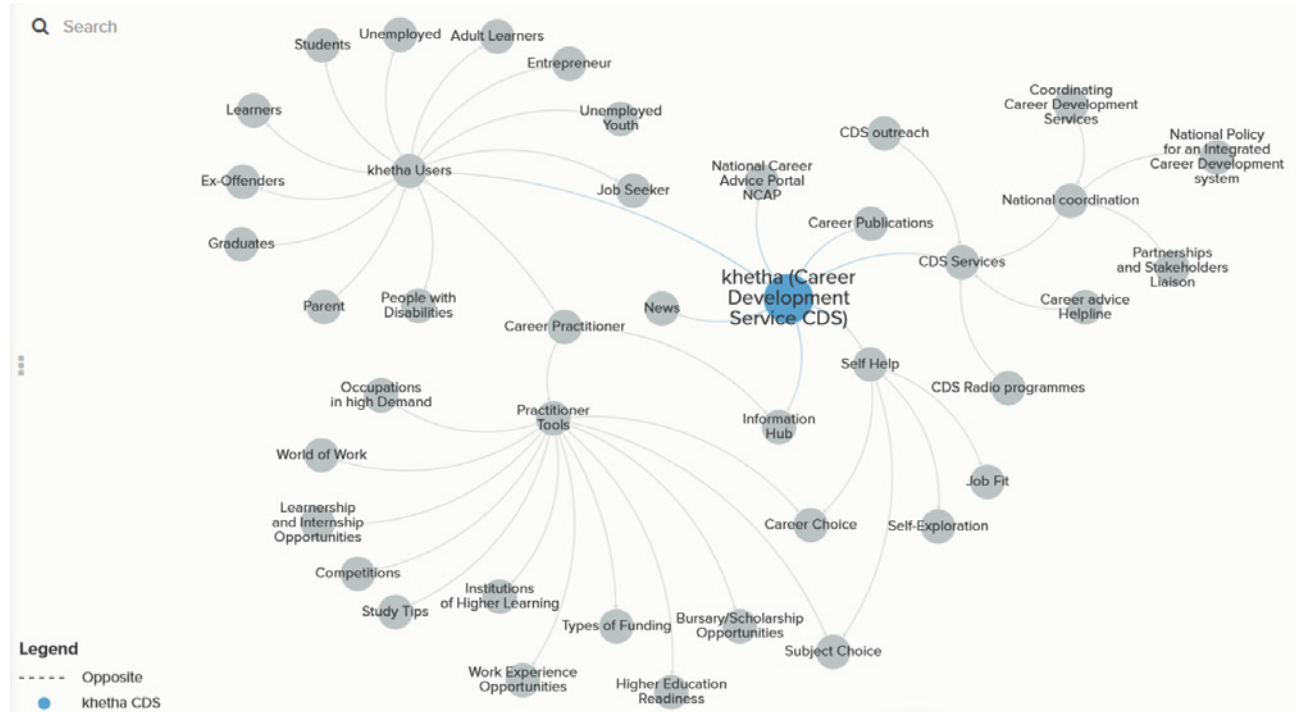 Search
Students
Unemployed
Adult Learners
Entrepreneur
Learners
Unemployed
Youth
khetha Users
Ex-Offenders
Job Seeker
Graduates
Parent
People with
Disabilities
National Career
Advice Portal
NCAP
CDS outreach
Coordinating
Career Development
Services
National Policy
for an Integrated
Career Development
system
National coordination
Career Publications
CDS Services
Partnerships
and Stakeholders
Liaison
khetha (Career
Development
Service CDS)
Career advice
Helpline
News
Career Practitioner
Self Help
CDS Radio programmes
Occupations
in high Demand
Practitioner
Tools
Information
Hub
World of Work
Job Fit
Learnership
and Internship
Opportunities
Career Choice
Self-Exploration
Competitions
Study Tips
Institutions
of Higher Learning
Types of Funding
Bursary/Scholarship
Opportunities
Subject Choice
Work Experience
Opportunities
Higher Education
Readiness
Legend
Opposite
khetha CDS